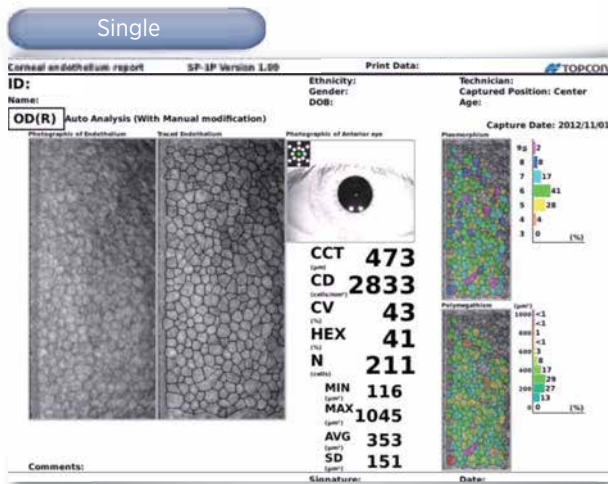 Single
Corneal endothelium report SP-1P Version 1.00 Print Data: TOPCON
ID:
Name:
Ethnicity:
Gender:
DOB:
Technician:
Captured Position: Center
Age:
OD(R) Auto Analysis (With Manual modification)
Capture Date: 2012/11/01
Photographic of Endothelium
Traced Endothelium
Photographic of Anterior eye
CCT (μm) 473
CD (cells/mm²) 2833
CV (%) 43
HEX (%) 41
N (cells) 211
MIN (μm²) 116
MAX (μm²) 1045
AVG (μm²) 353
SD (μm²) 151
Pleomorphism
9≤ 2
8 8
7 17
6 41
5 28
4 4
3 0 (%)
Polymegathism (μm²)
1000 <1
<1
800 1
<1
600 3
8
400 17
29
200 27
13
0 0 (%)
Comments:
Signature:
Date: